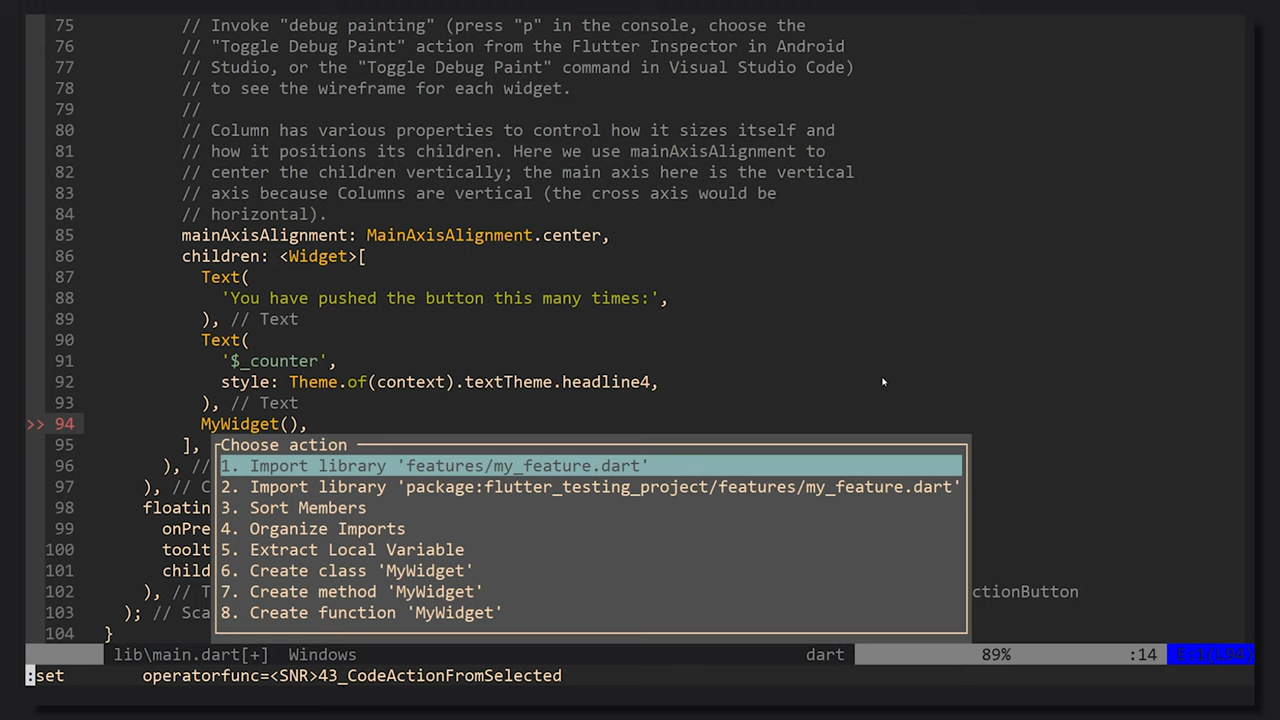 75 // Invoke "debug painting" (press "p" in the console, choose the
76 // "Toggle Debug Paint" action from the Flutter Inspector in Android
77 // Studio, or the "Toggle Debug Paint" command in Visual Studio Code)
78 // to see the wireframe for each widget.
79 //
80 // Column has various properties to control how it sizes itself and
81 // how it positions its children. Here we use mainAxisAlignment to
82 // center the children vertically; the main axis here is the vertical
83 // axis because Columns are vertical (the cross axis would be
84 // horizontal).
85 mainAxisAlignment: MainAxisAlignment.center,
86 children: <Widget>[
87 Text(
88 'You have pushed the button this many times:',
89 ), // Text
90 Text(
91 '$_counter',
92 style: Theme.of(context).textTheme.headline4,
93 ), // Text
>> 94 MyWidget(),
95 ], Choose action
96 ), // 1. Import library 'features/my_feature.dart'
97 ), // C 2. Import library 'package:flutter_testing_project/features/my_feature.dart'
98 floatin 3. Sort Members
99 onPre 4. Organize Imports
100 toolt 5. Extract Local Variable
101 child 6. Create class 'MyWidget'
102 ), // T 7. Create method 'MyWidget' ctionButton
103 ); // Sca 8. Create function 'MyWidget'
104 }
lib\main.dart[+] Windows dart 89% :14 E:1(L94)
:set operatorfunc=<SNR>43_CodeActionFromSelected